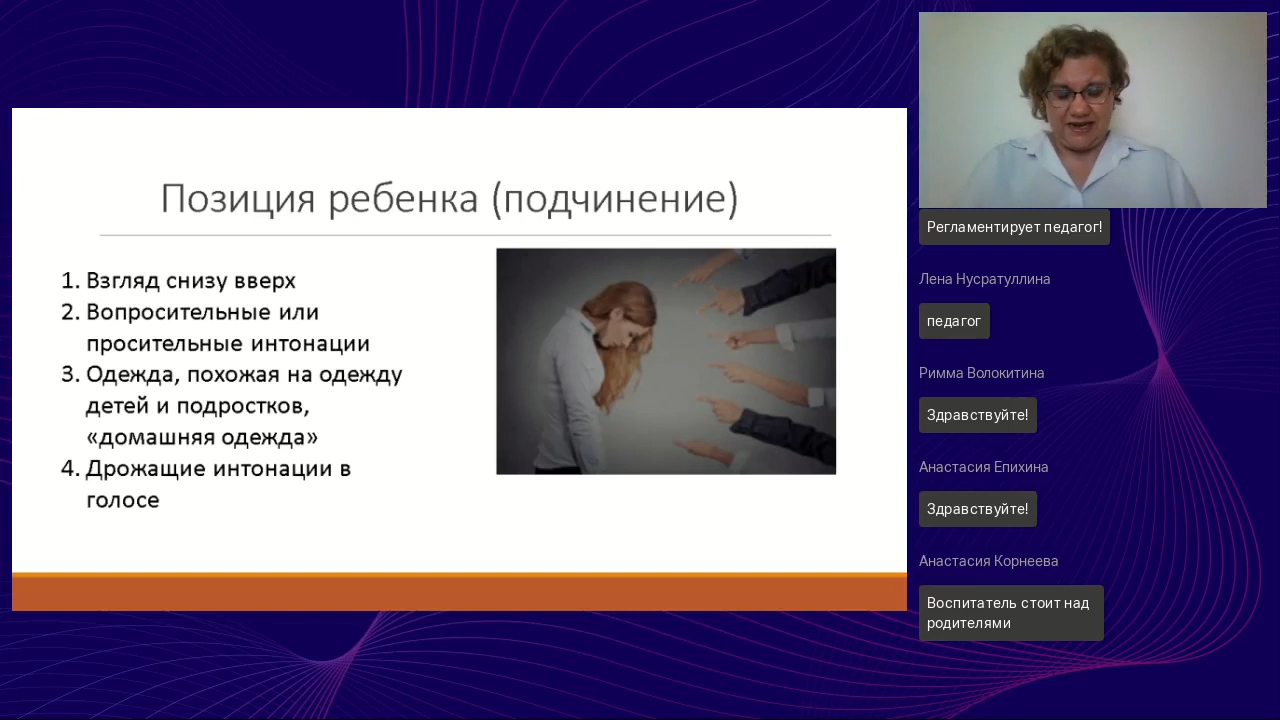 Позиция ребенка (подчинение)
1. Взгляд снизу вверх
2. Вопросительные или
просительные интонации
3. Одежда, похожая на одежду
детей и подростков,
«домашняя одежда»
4. Дрожащие интонации в
голосе
Регламентирует педагог!
Лена Нусратуллина
педагог
Римма Волокитина
Здравствуйте!
Анастасия Епихина
Здравствуйте!
Анастасия Корнеева
Воспитатель стоит над
родителями